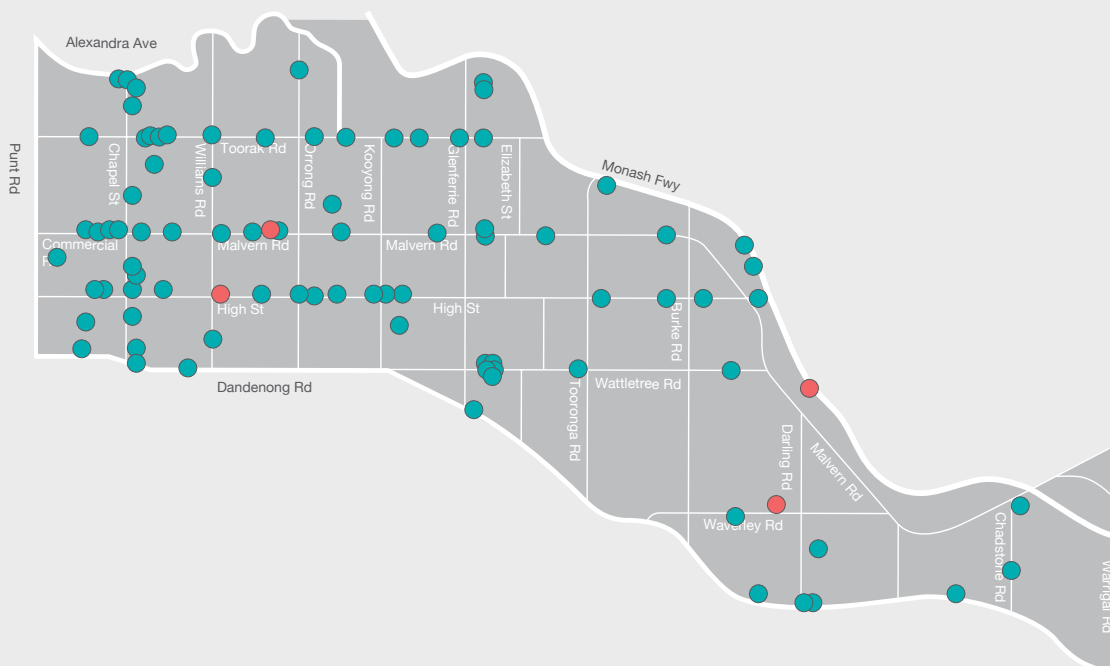 Alexandra Ave
Punt Rd
Chapel St
Williams Rd
Toorak Rd
Orrong Rd
Kooyong Rd
Glenferrie Rd
Elizabeth St
Monash Fwy
Commercial
Malvern Rd
Malvern Rd
High St
High St
Burke Rd
Dandenong Rd
Tooronga Rd
Wattletree Rd
Darling Rd
Malvern Rd
Waverley Rd
Chadstone Rd
Warrigal Rd